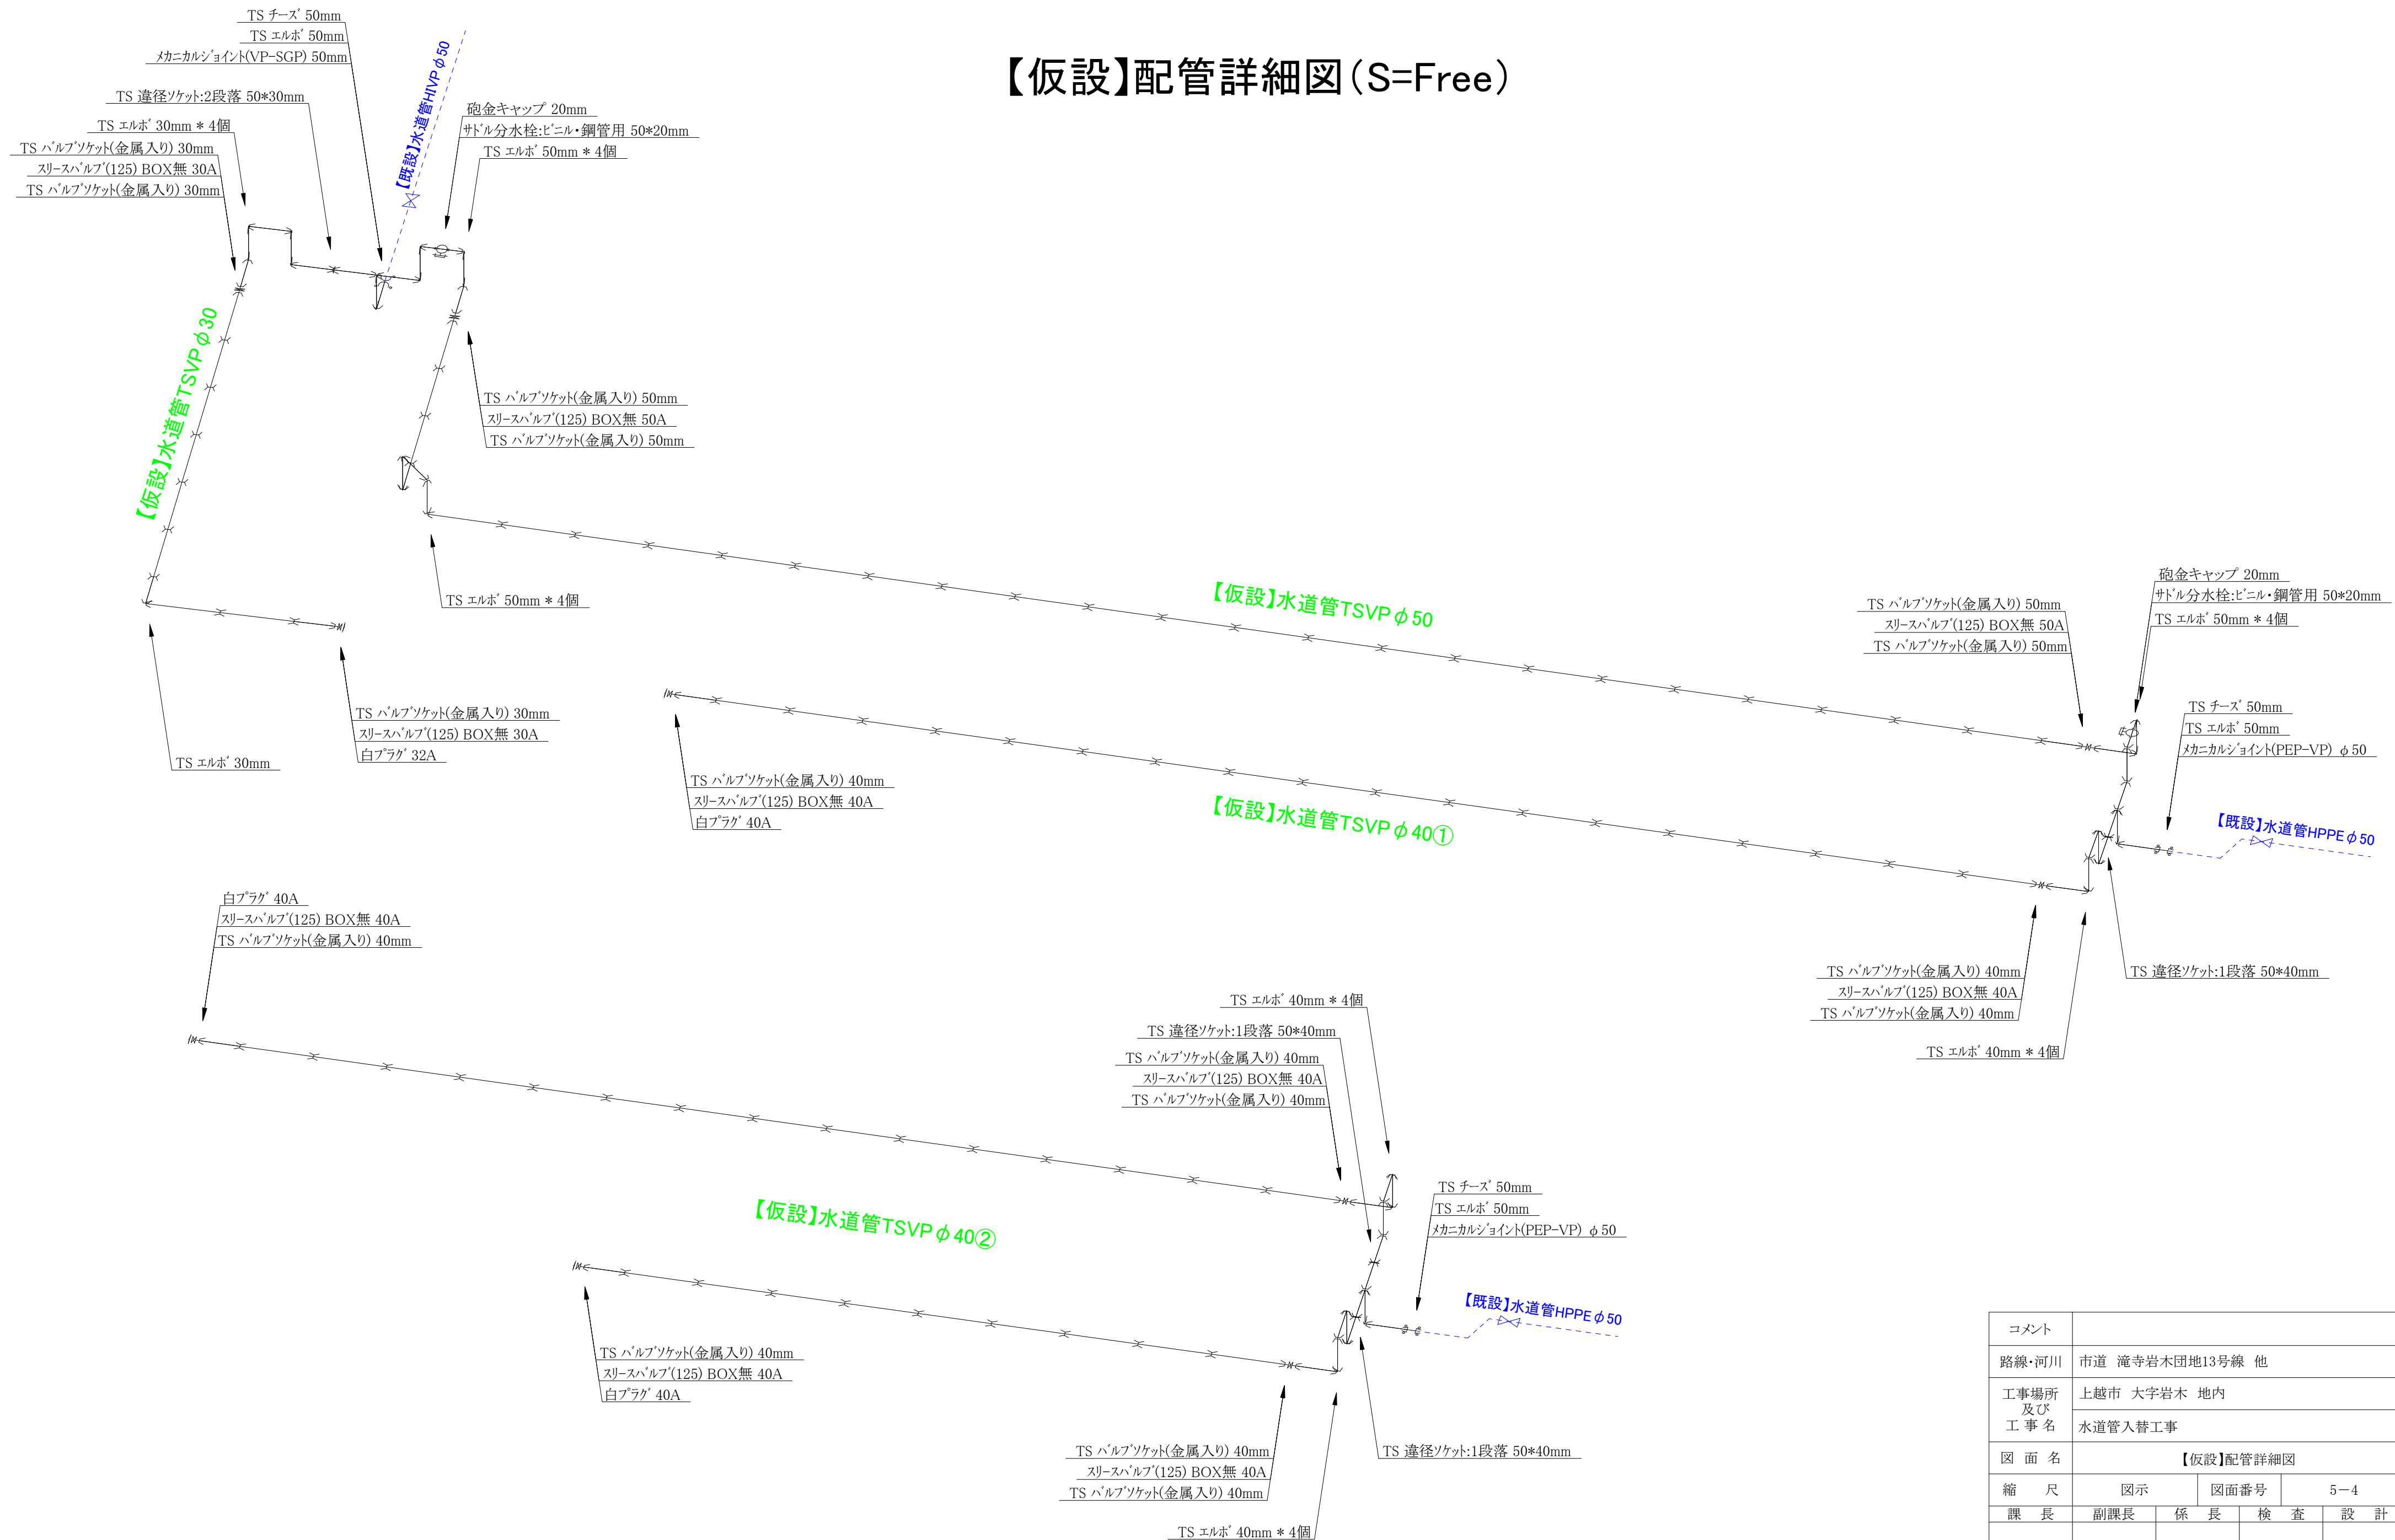 【仮設】配管詳細図(S=Free)
TS チーズ 50mm
TS エルボ 50mm
メカニカルジョイント(VP-SGP) 50mm
TS 違径ソケット:2段落 50*30mm
TS エルボ 30mm * 4個
TS バルブソケット(金属入り) 30mm
スリースバルブ(125) BOX無 30A
TS バルブソケット(金属入り) 30mm
【既設】水道管HIVPφ50
砲金キャップ 20mm
サドル分水栓:ビニル・鋼管用 50*20mm
TS エルボ 50mm * 4個
【仮設】水道管TSVPφ30
TS バルブソケット(金属入り) 50mm
スリースバルブ(125) BOX無 50A
TS バルブソケット(金属入り) 50mm
TS エルボ 50mm * 4個
【仮設】水道管TSVPφ50
TS バルブソケット(金属入り) 50mm
スリースバルブ(125) BOX無 50A
TS バルブソケット(金属入り) 50mm
砲金キャップ 20mm
サドル分水栓:ビニル・鋼管用 50*20mm
TS エルボ 50mm * 4個
TS チーズ 50mm
TS エルボ 50mm
メカニカルジョイント(PEP-VP) φ50
【既設】水道管HPPEφ50
TS エルボ 30mm
TS バルブソケット(金属入り) 30mm
スリースバルブ(125) BOX無 30A
白プラグ 32A
TS バルブソケット(金属入り) 40mm
スリースバルブ(125) BOX無 40A
白プラグ 40A
【仮設】水道管TSVPφ40①
TS バルブソケット(金属入り) 40mm
スリースバルブ(125) BOX無 40A
TS バルブソケット(金属入り) 40mm
TS エルボ 40mm * 4個
TS 違径ソケット:1段落 50*40mm
白プラグ 40A
スリースバルブ(125) BOX無 40A
TS バルブソケット(金属入り) 40mm
TS エルボ 40mm * 4個
TS 違径ソケット:1段落 50*40mm
TS バルブソケット(金属入り) 40mm
スリースバルブ(125) BOX無 40A
TS バルブソケット(金属入り) 40mm
【仮設】水道管TSVPφ40②
TS チーズ 50mm
TS エルボ 50mm
メカニカルジョイント(PEP-VP) φ50
【既設】水道管HPPEφ50
TS バルブソケット(金属入り) 40mm
スリースバルブ(125) BOX無 40A
白プラグ 40A
TS バルブソケット(金属入り) 40mm
スリースバルブ(125) BOX無 40A
TS バルブソケット(金属入り) 40mm
TS エルボ 40mm * 4個
TS 違径ソケット:1段落 50*40mm
コメント
路線・河川 市道 滝寺岩木団地13号線 他
工事場所 及び 工事名 上越市 大字岩木 地内
水道管入替工事
図面名 【仮設】配管詳細図
縮尺 図示 図面番号 5-4
課長 副課長 係長 検査 設計